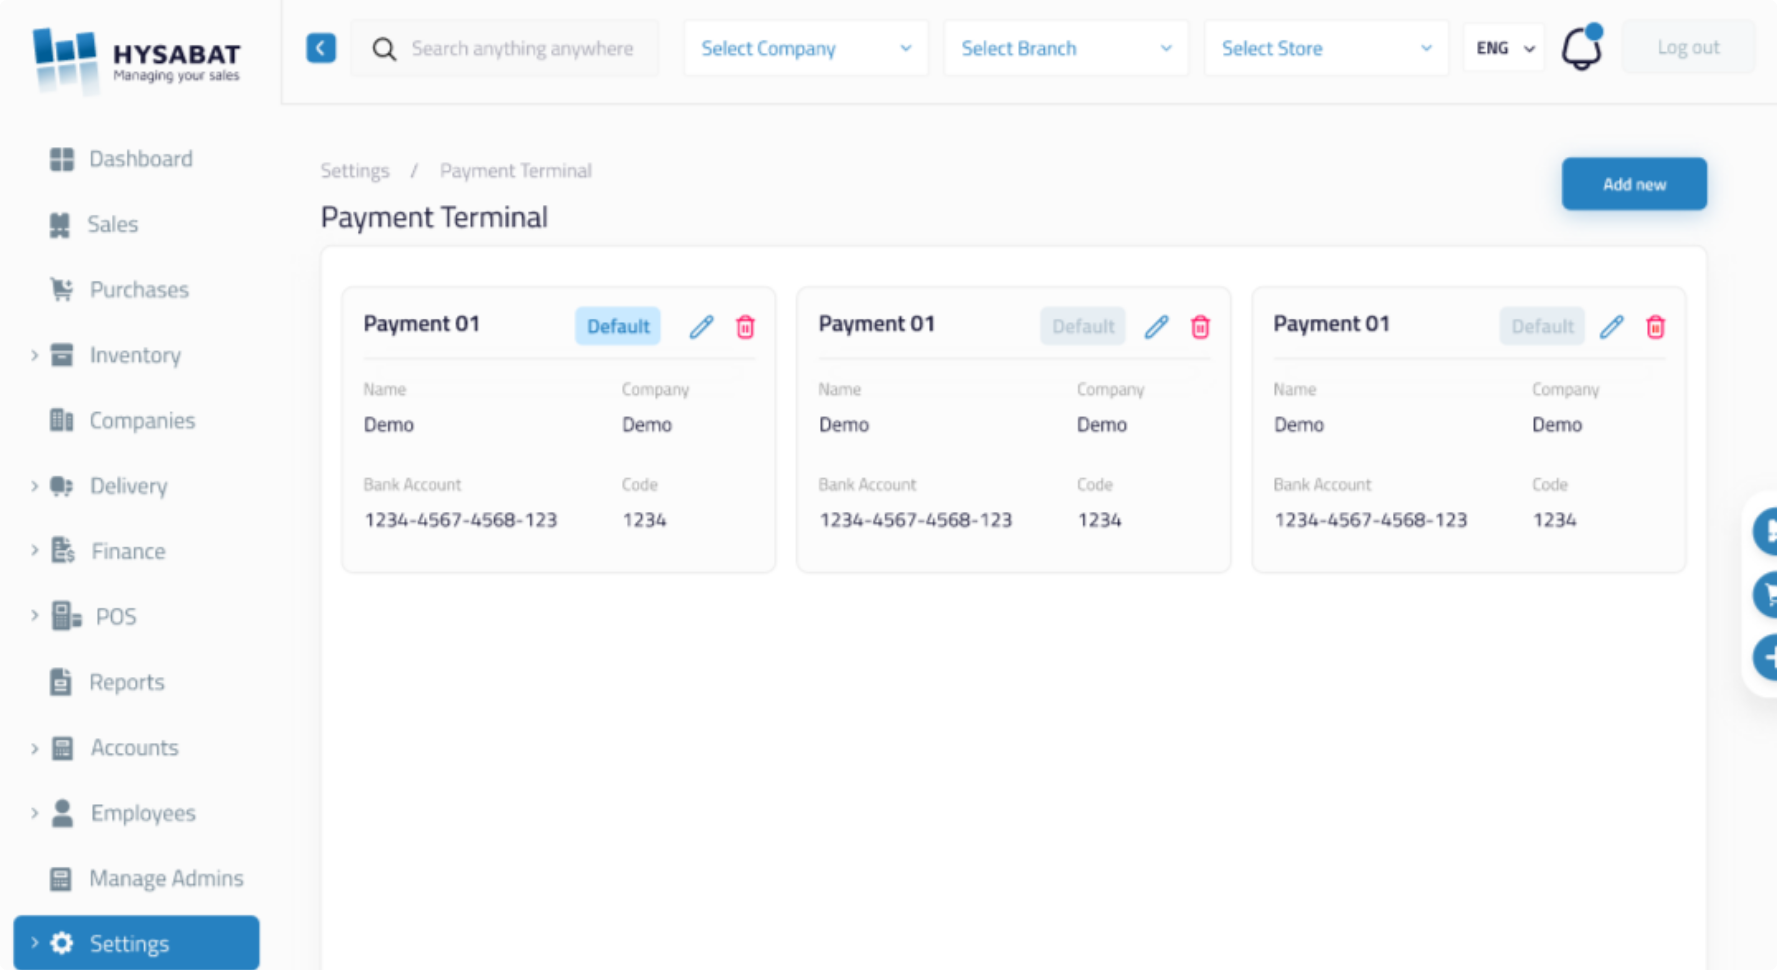 HYSABAT
Managing your sales
Search anything anywhere
Select Company
Select Branch
Select Store
ENG
Log out
Dashboard
Sales
Purchases
Inventory
Companies
Delivery
Finance
POS
Reports
Accounts
Employees
Manage Admins
Settings
Settings / Payment Terminal
Payment Terminal
Add new
Payment 01 Default
Name Company
Demo Demo
Bank Account Code
1234-4567-4568-123 1234
Payment 01 Default
Name Company
Demo Demo
Bank Account Code
1234-4567-4568-123 1234
Payment 01 Default
Name Company
Demo Demo
Bank Account Code
1234-4567-4568-123 1234